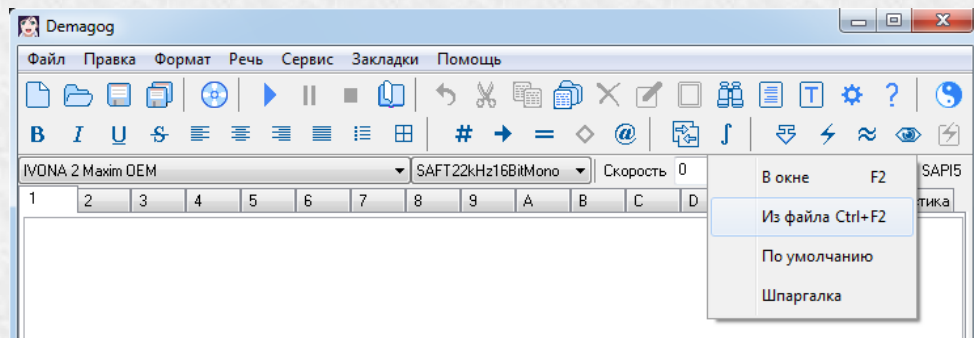 Demagog
Файл Правка Формат Речь Сервис Закладки Помощь
T ?
B I U S # = @ ∫ ≈
IVONA 2 Maxim OEM SAFT22kHz16BitMono Скорость 0 SAPI5
1 2 3 4 5 6 7 8 9 A B C D тика
В окне F2
Из файла Ctrl+F2
По умолчанию
Шпаргалка